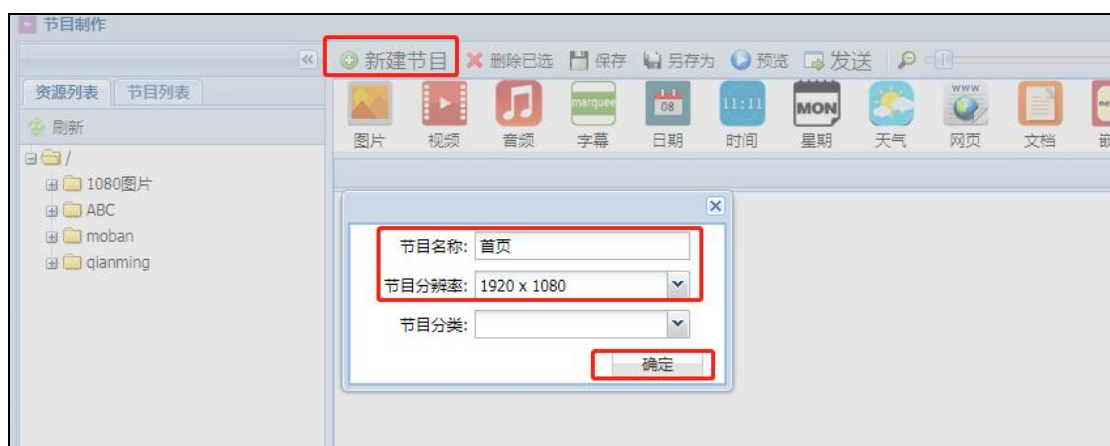 节目制作
新建节目 删除已选 保存 另存为 预览 发送
资源列表 节目列表
刷新
/
1080图片
ABC
moban
qianming
marquee 08 11:11 MON WWW
图片 视频 音频 字幕 日期 时间 星期 天气 网页 文档
节目名称: 首页
节目分辨率: 1920 x 1080
节目分类:
确定